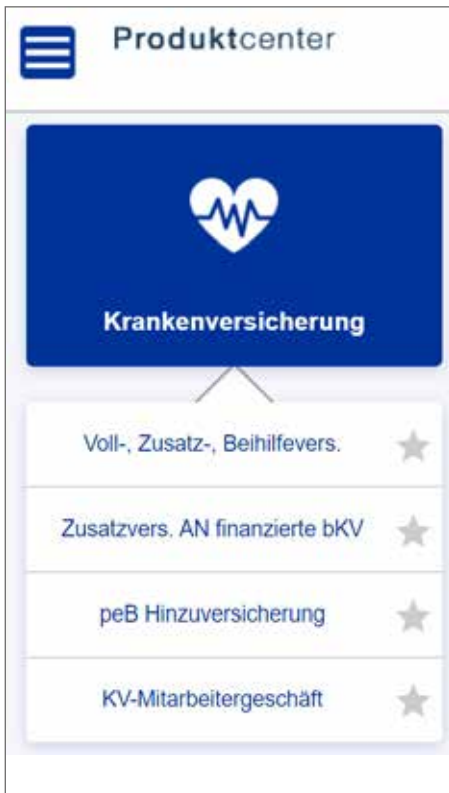 Produktcenter
Krankenversicherung
Voll-, Zusatz-, Beihilfevers.
Zusatzvers. AN finanzierte bKV
peB Hinzuversicherung
KV-Mitarbeitergeschäft